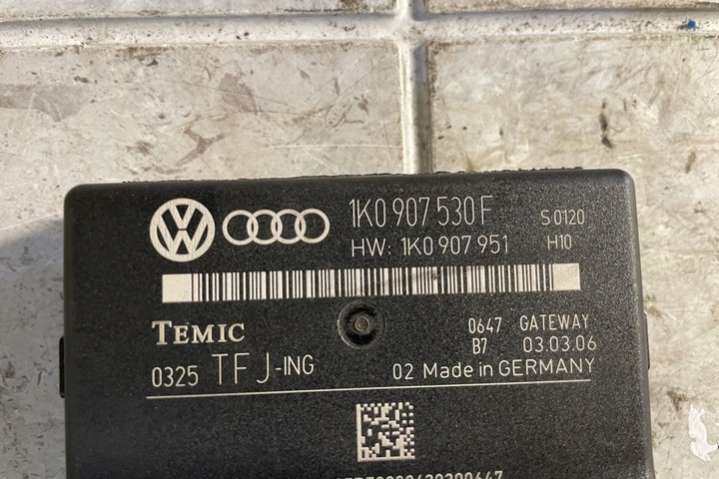 1K0 907 530 F S 0120
HW: 1K0 907 951 H10
TEMIC 0647 GATEWAY
B7 03.03.06
0325 TFJ-ING 02 Made in GERMANY